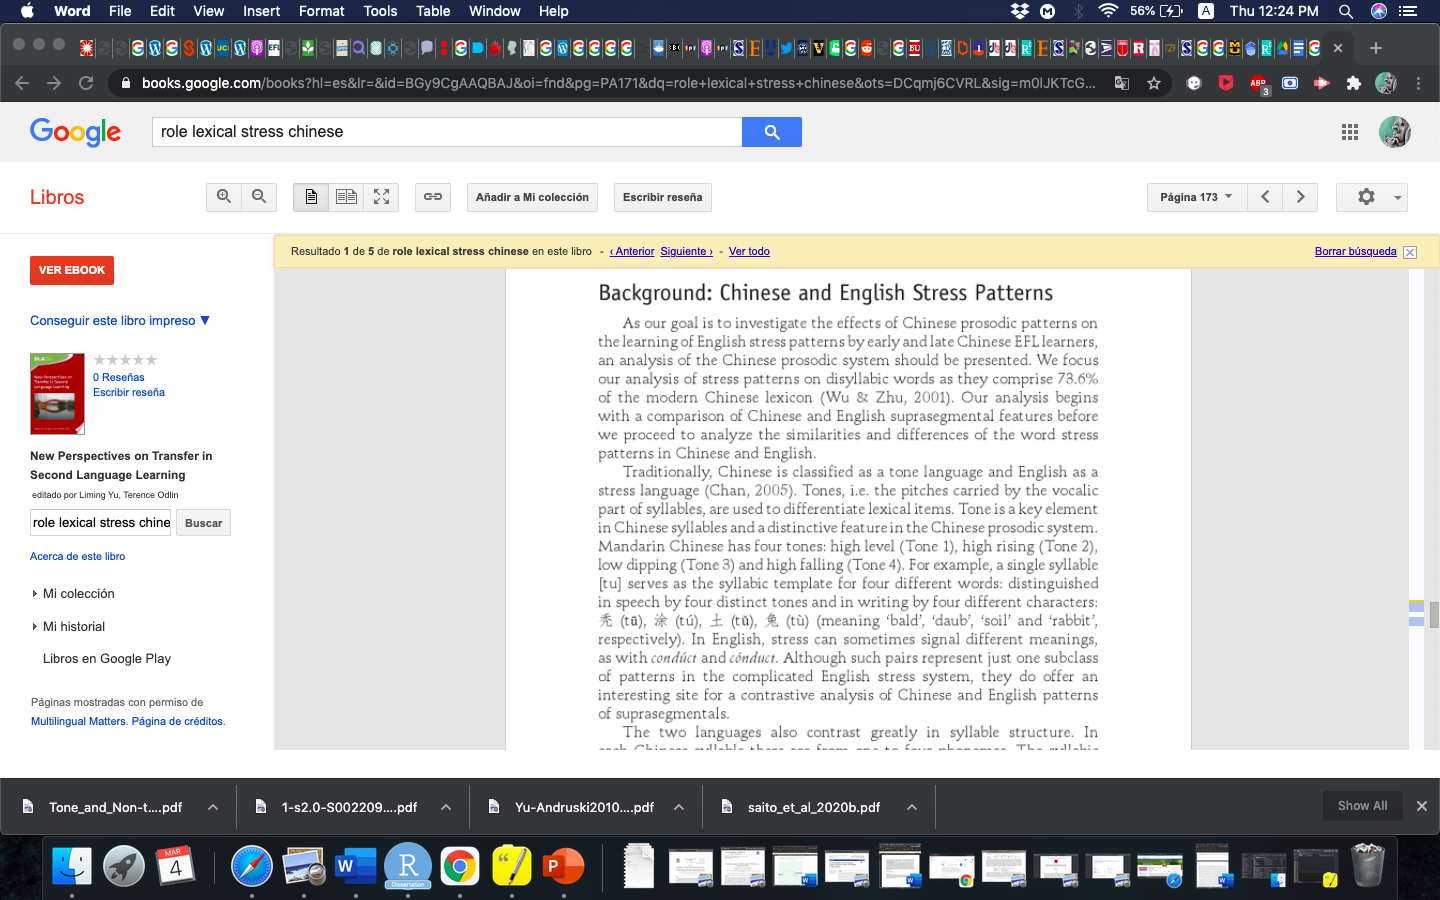 Word File Edit View Insert Format Tools Table Window Help 56% A Thu 12:24 PM
books.google.com/books?hl=es&lr=&id=BGy9CgAAQBAJ&oi=fnd&pg=PA171&dq=role+lexical+stress+chinese&ots=DCqmj6CVRL&sig=m0lJKTcG...
ABP
3
Google
role lexical stress chinese
Libros
Añadir a Mi colección
Escribir reseña
Página 173
Resultado 1 de 5 de role lexical stress chinese en este libro - ‹ Anterior Siguiente › - Ver todo
Borrar búsqueda
VER EBOOK
Conseguir este libro impreso ▼
0 Reseñas
Escribir reseña
New Perspectives on Transfer in
Second Language Learning
editado por Liming Yu, Terence Odlin
role lexical stress chine
Buscar
Acerca de este libro
Mi colección
Mi historial
Libros en Google Play
Páginas mostradas con permiso de
Multilingual Matters. Página de créditos.
Background: Chinese and English Stress Patterns
As our goal is to investigate the effects of Chinese prosodic patterns on
the learning of English stress patterns by early and late Chinese EFL learners,
an analysis of the Chinese prosodic system should be presented. We focus
our analysis of stress patterns on disyllabic words as they comprise 73.6%
of the modern Chinese lexicon (Wu & Zhu, 2001). Our analysis begins
with a comparison of Chinese and English suprasegmental features before
we proceed to analyze the similarities and differences of the word stress
patterns in Chinese and English.
Traditionally, Chinese is classified as a tone language and English as a
stress language (Chan, 2005). Tones, i.e. the pitches carried by the vocalic
part of syllables, are used to differentiate lexical items. Tone is a key element
in Chinese syllables and a distinctive feature in the Chinese prosodic system.
Mandarin Chinese has four tones: high level (Tone 1), high rising (Tone 2),
low dipping (Tone 3) and high falling (Tone 4). For example, a single syllable
[tu] serves as the syllabic template for four different words: distinguished
in speech by four distinct tones and in writing by four different characters:
秃 (tū), 涂 (tú), 土 (tǔ), 兔 (tù) (meaning ‘bald’, ‘daub’, ‘soil’ and ‘rabbit’,
respectively). In English, stress can sometimes signal different meanings,
as with condúct and cónduct. Although such pairs represent just one subclass
of patterns in the complicated English stress system, they do offer an
interesting site for a contrastive analysis of Chinese and English patterns
of suprasegmentals.
The two languages also contrast greatly in syllable structure. In
each Chinese syllable there are from one to four phonemes. The syllabic
Tone_and_Non-t....pdf
1-s2.0-S002209....pdf
Yu-Andruski2010....pdf
saito_et_al_2020b.pdf
Show All
MAR
4
W
R
Dissertation
P